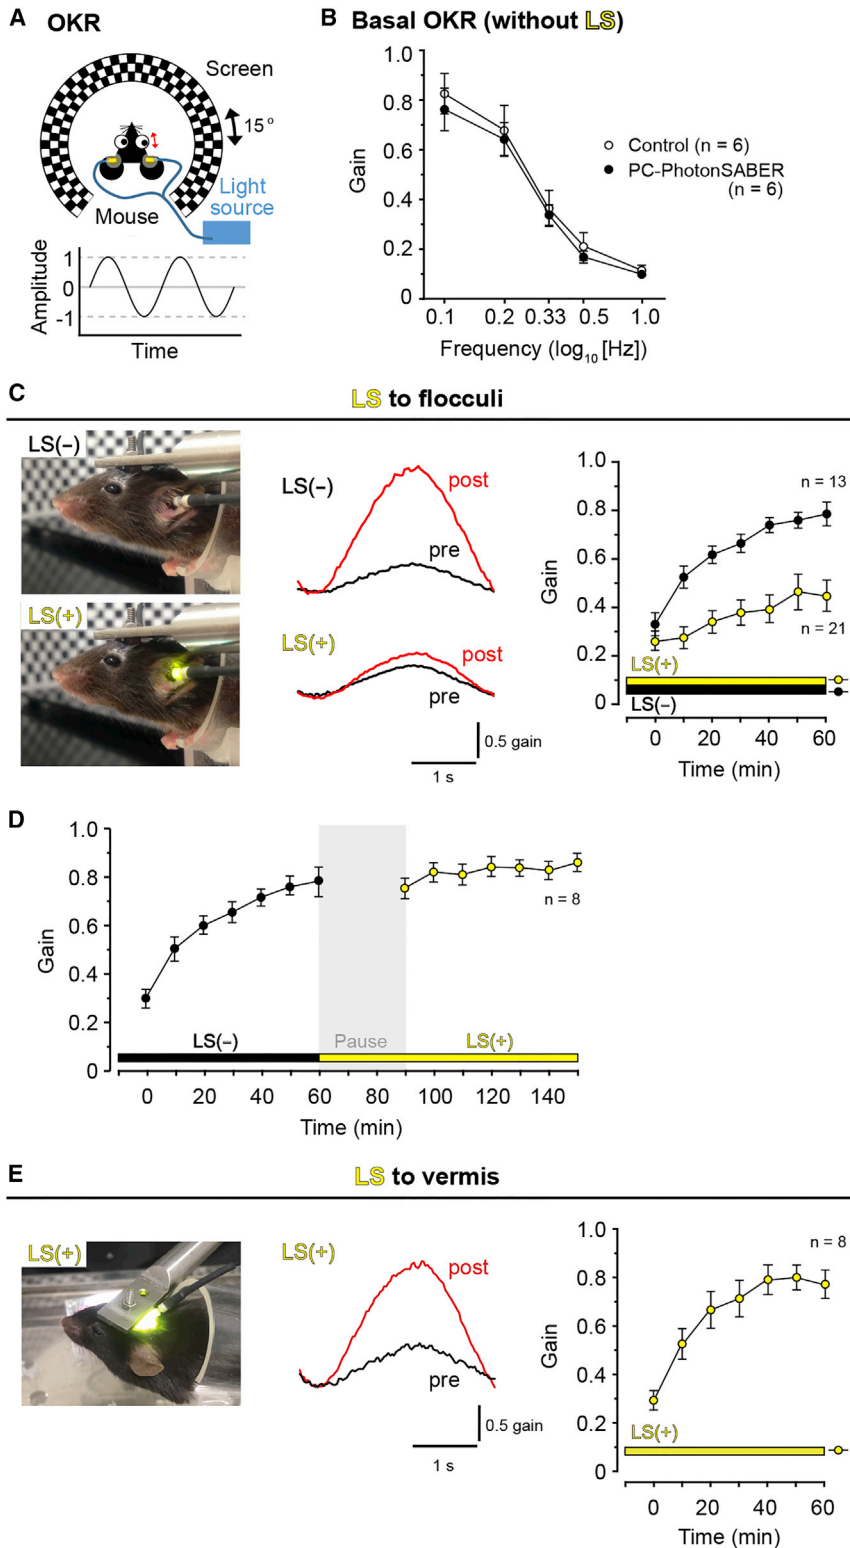 A OKR
Screen
15 °
Light
source
Mouse
Amplitude
1
0
-1
Time
B Basal OKR (without LS)
Gain
1.0
0.8
0.6
0.4
0.2
0
Control (n = 6)
PC-PhotonSABER
(n = 6)
0.1 0.2 0.33 0.5 1.0
Frequency (log10 [Hz])
C
LS to flocculi
LS(–)
LS(+)
LS(–)
post
pre
LS(+)
post
pre
0.5 gain
1 s
Gain
1.0
0.8
0.6
0.4
0.2
0
n = 13
n = 21
LS(+)
LS(–)
0 20 40 60
Time (min)
D
Gain
1.0
0.8
0.6
0.4
0.2
0
n = 8
LS(–) Pause LS(+)
0 20 40 60 80 100 120 140
Time (min)
E
LS to vermis
LS(+)
LS(+)
post
pre
0.5 gain
1 s
Gain
1.0
0.8
0.6
0.4
0.2
0
n = 8
LS(+)
0 20 40 60
Time (min)